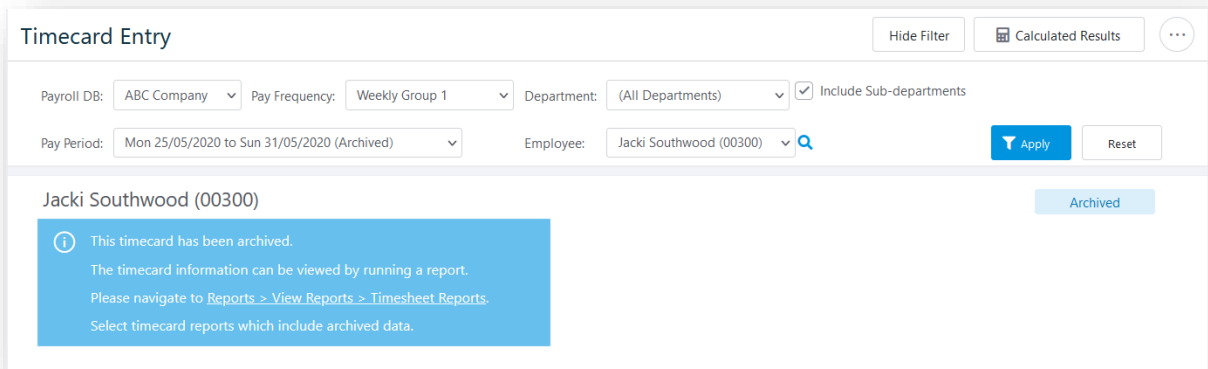 Timecard Entry
Hide Filter
Calculated Results
Payroll DB: ABC Company Pay Frequency: Weekly Group 1 Department: (All Departments) Include Sub-departments
Pay Period: Mon 25/05/2020 to Sun 31/05/2020 (Archived) Employee: Jacki Southwood (00300) Apply Reset
Jacki Southwood (00300)
Archived
This timecard has been archived.
The timecard information can be viewed by running a report.
Please navigate to Reports > View Reports > Timesheet Reports.
Select timecard reports which include archived data.